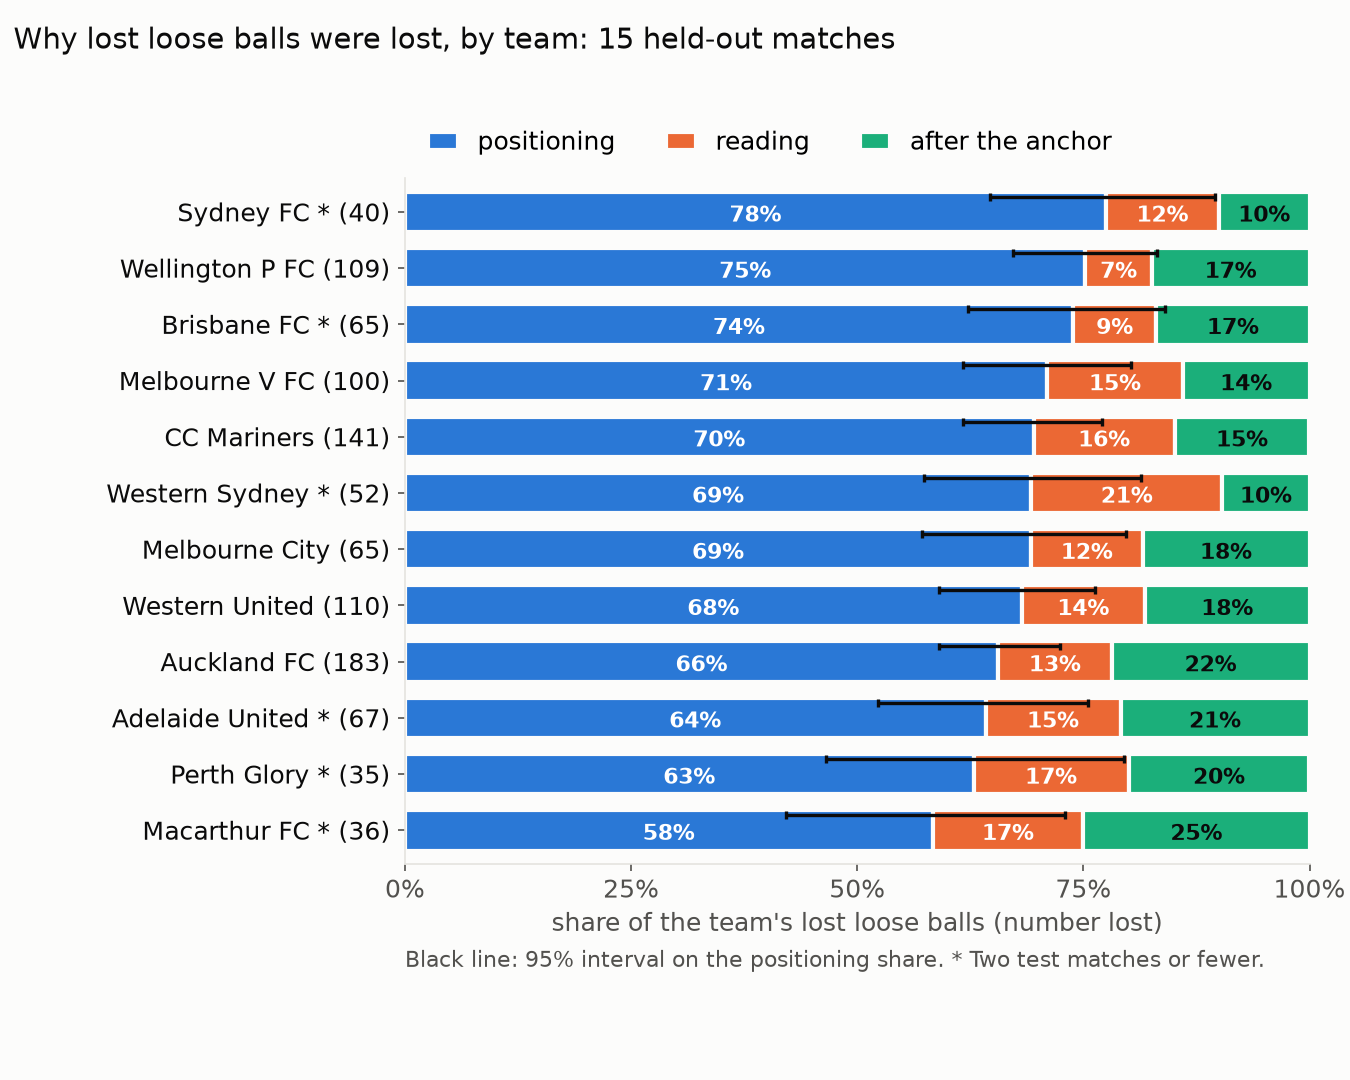 Why lost loose balls were lost, by team: 15 held-out matches
positioning reading after the anchor
Sydney FC * (40) 78% 12% 10%
Wellington P FC (109) 75% 7% 17%
Brisbane FC * (65) 74% 9% 17%
Melbourne V FC (100) 71% 15% 14%
CC Mariners (141) 70% 16% 15%
Western Sydney * (52) 69% 21% 10%
Melbourne City (65) 69% 12% 18%
Western United (110) 68% 14% 18%
Auckland FC (183) 66% 13% 22%
Adelaide United * (67) 64% 15% 21%
Perth Glory * (35) 63% 17% 20%
Macarthur FC * (36) 58% 17% 25%
0% 25% 50% 75% 100%
share of the team's lost loose balls (number lost)
Black line: 95% interval on the positioning share. * Two test matches or fewer.